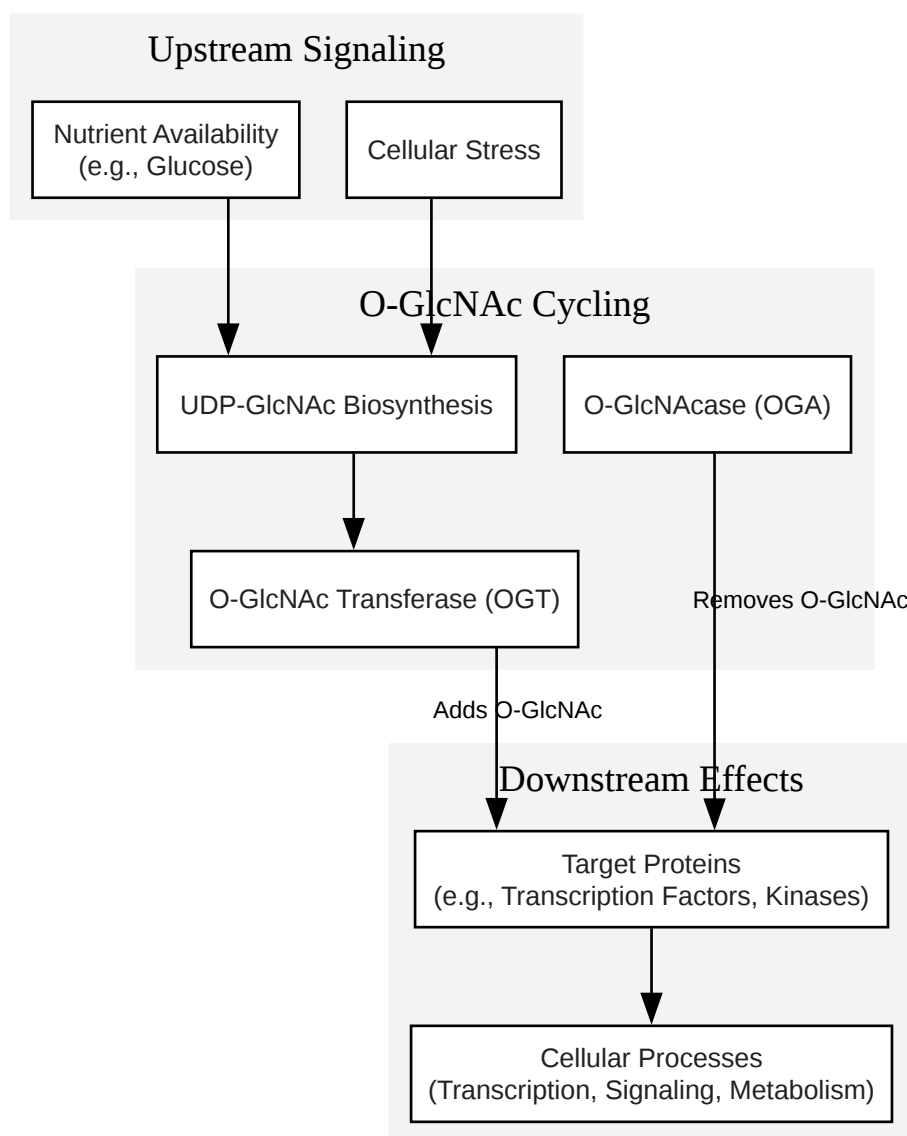 Upstream Signaling
Nutrient Availability
(e.g., Glucose)
Cellular Stress
O-GlcNAc Cycling
UDP-GlcNAc Biosynthesis
O-GlcNAcase (OGA)
O-GlcNAc Transferase (OGT)
Removes O-GlcNAc
Adds O-GlcNAc
Downstream Effects
Target Proteins
(e.g., Transcription Factors, Kinases)
Cellular Processes
(Transcription, Signaling, Metabolism)